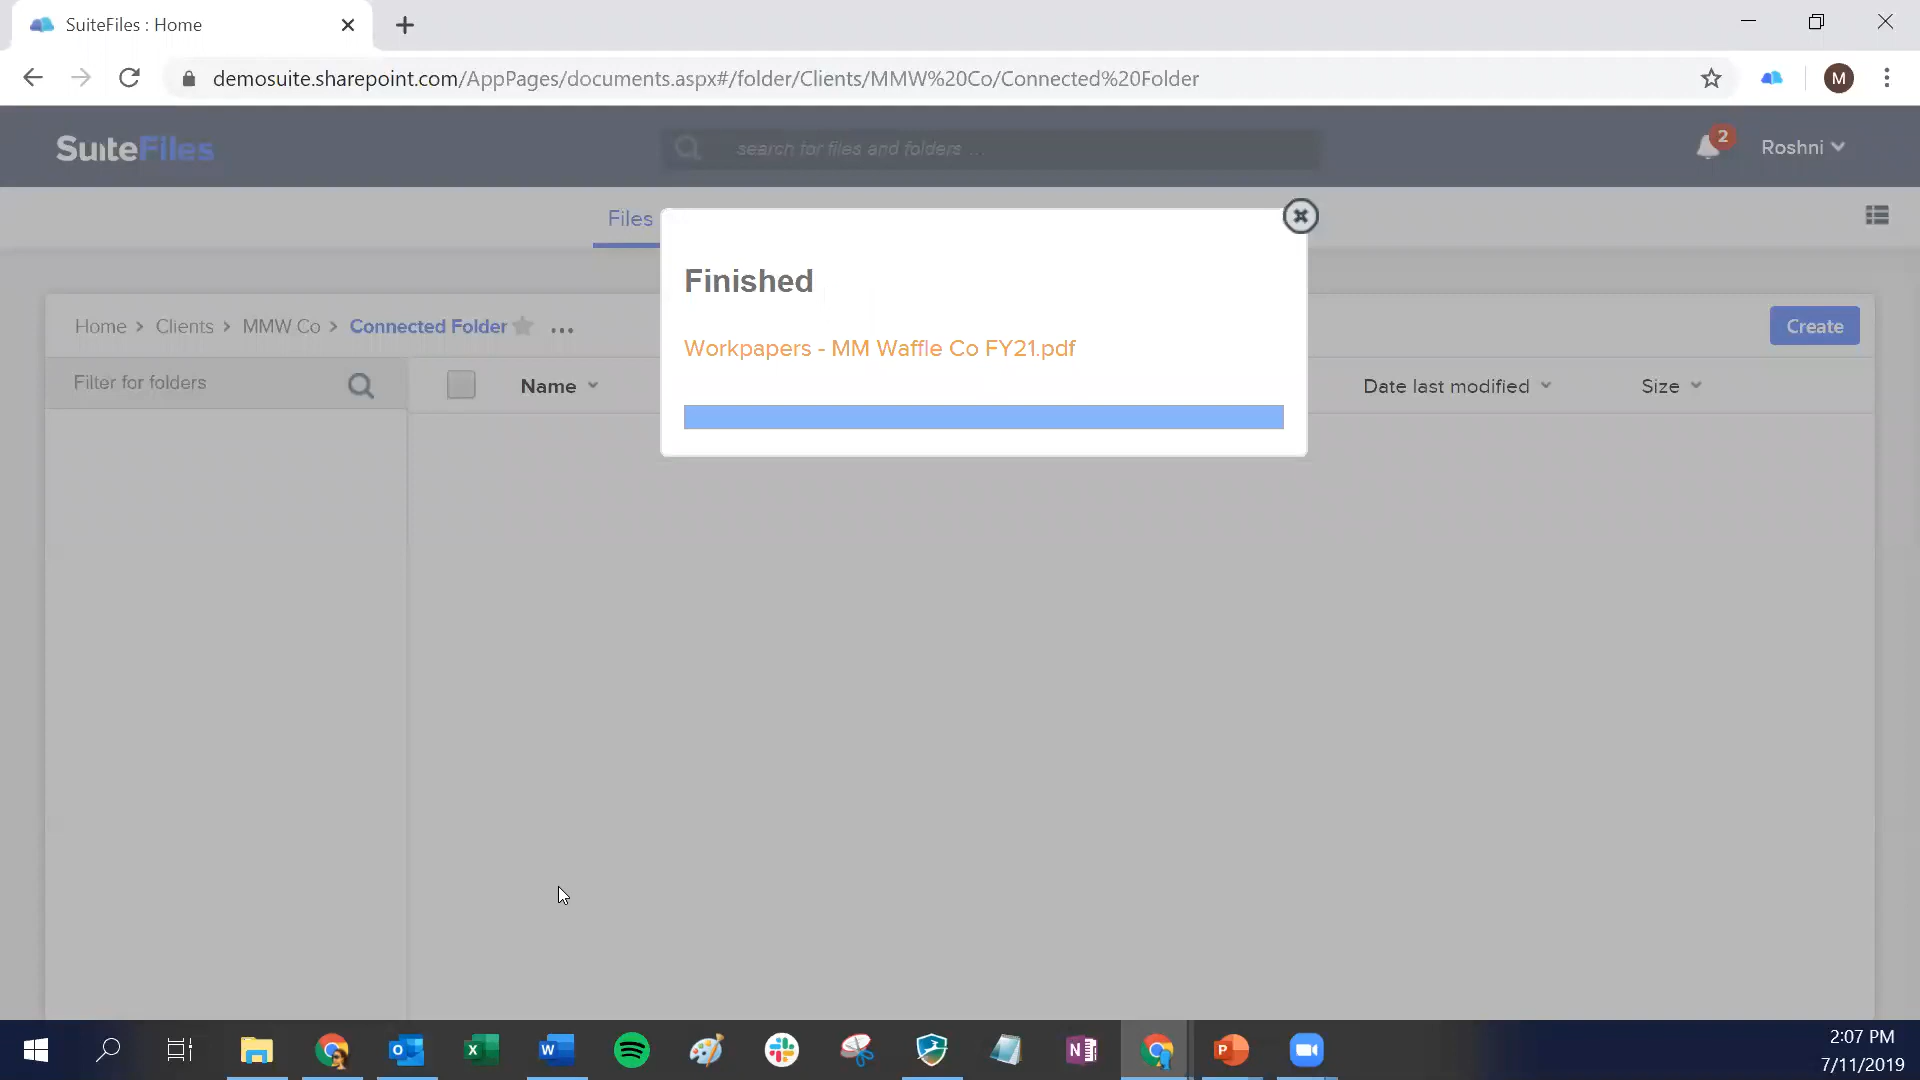 SuiteFiles : Home
demosuite.sharepoint.com/AppPages/documents.aspx#/folder/Clients/MMW%20Co/Connected%20Folder
M
SuiteFiles
search for files and folders ...
2
Roshni
Files
Finished
Workpapers - MM Waffle Co FY21.pdf
Home > Clients > MMW Co > Connected Folder ...
Create
Filter for folders
Name
Date last modified
Size
2:07 PM
7/11/2019